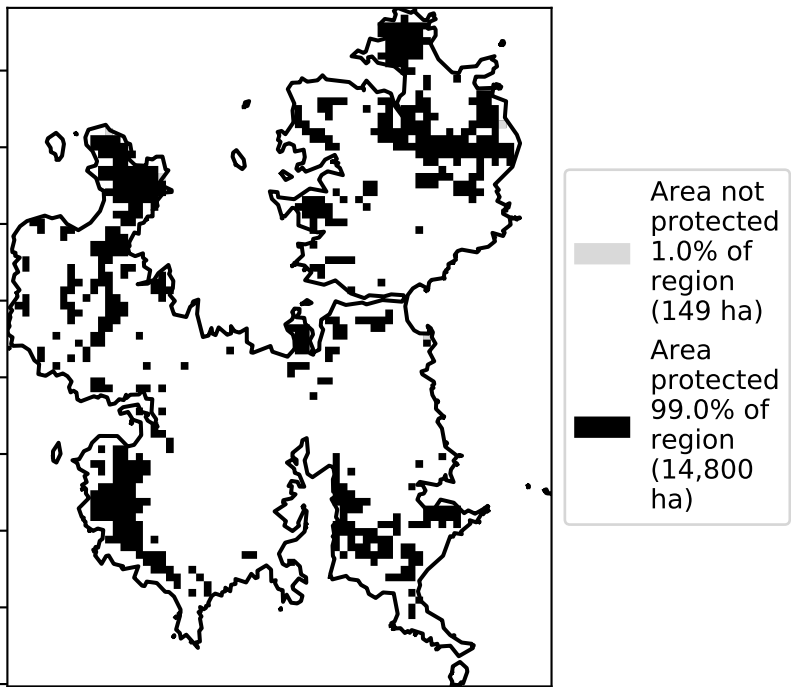 Area not
protected
1.0% of
region
(149 ha)
Area
protected
99.0% of
region
(14,800
ha)